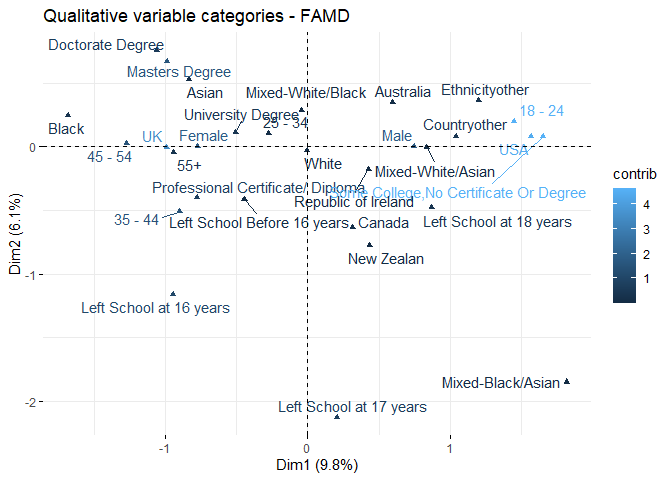 Qualitative variable categories - FAMD
Doctorate Degree
Masters Degree
Asian
Mixed-White/Black
Australia
Ethnicityother
University Degree
18 - 24
25 - 34
Countryother
Black
UK
Female
Male
USA
0
45 - 54
55+
White
Mixed-White/Asian
Professional Certificate/ Diploma
Some College,No Certificate Or Degree
Republic of Ireland
35 - 44
Left School Before 16 years
Canada
Left School at 18 years
New Zealan
-1
Left School at 16 years
Mixed-Black/Asian
-2
Left School at 17 years
-1
0
1
Dim1 (9.8%)
Dim2 (6.1%)
contrib
4
3
2
1